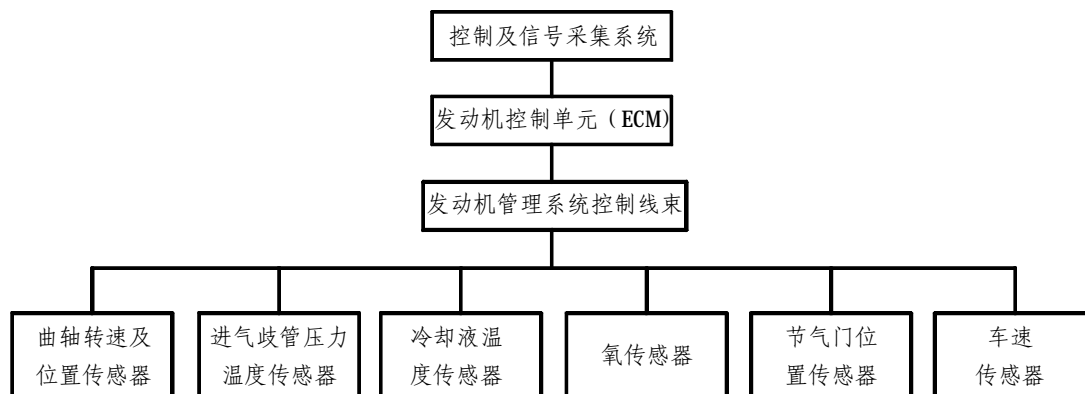 控制及信号采集系统
发动机控制单元（ECM)
发动机管理系统控制线束
曲轴转速及
位置传感器
进气歧管压力
温度传感器
冷却液温
度传感器
氧传感器
节气门位
置传感器
车速
传感器